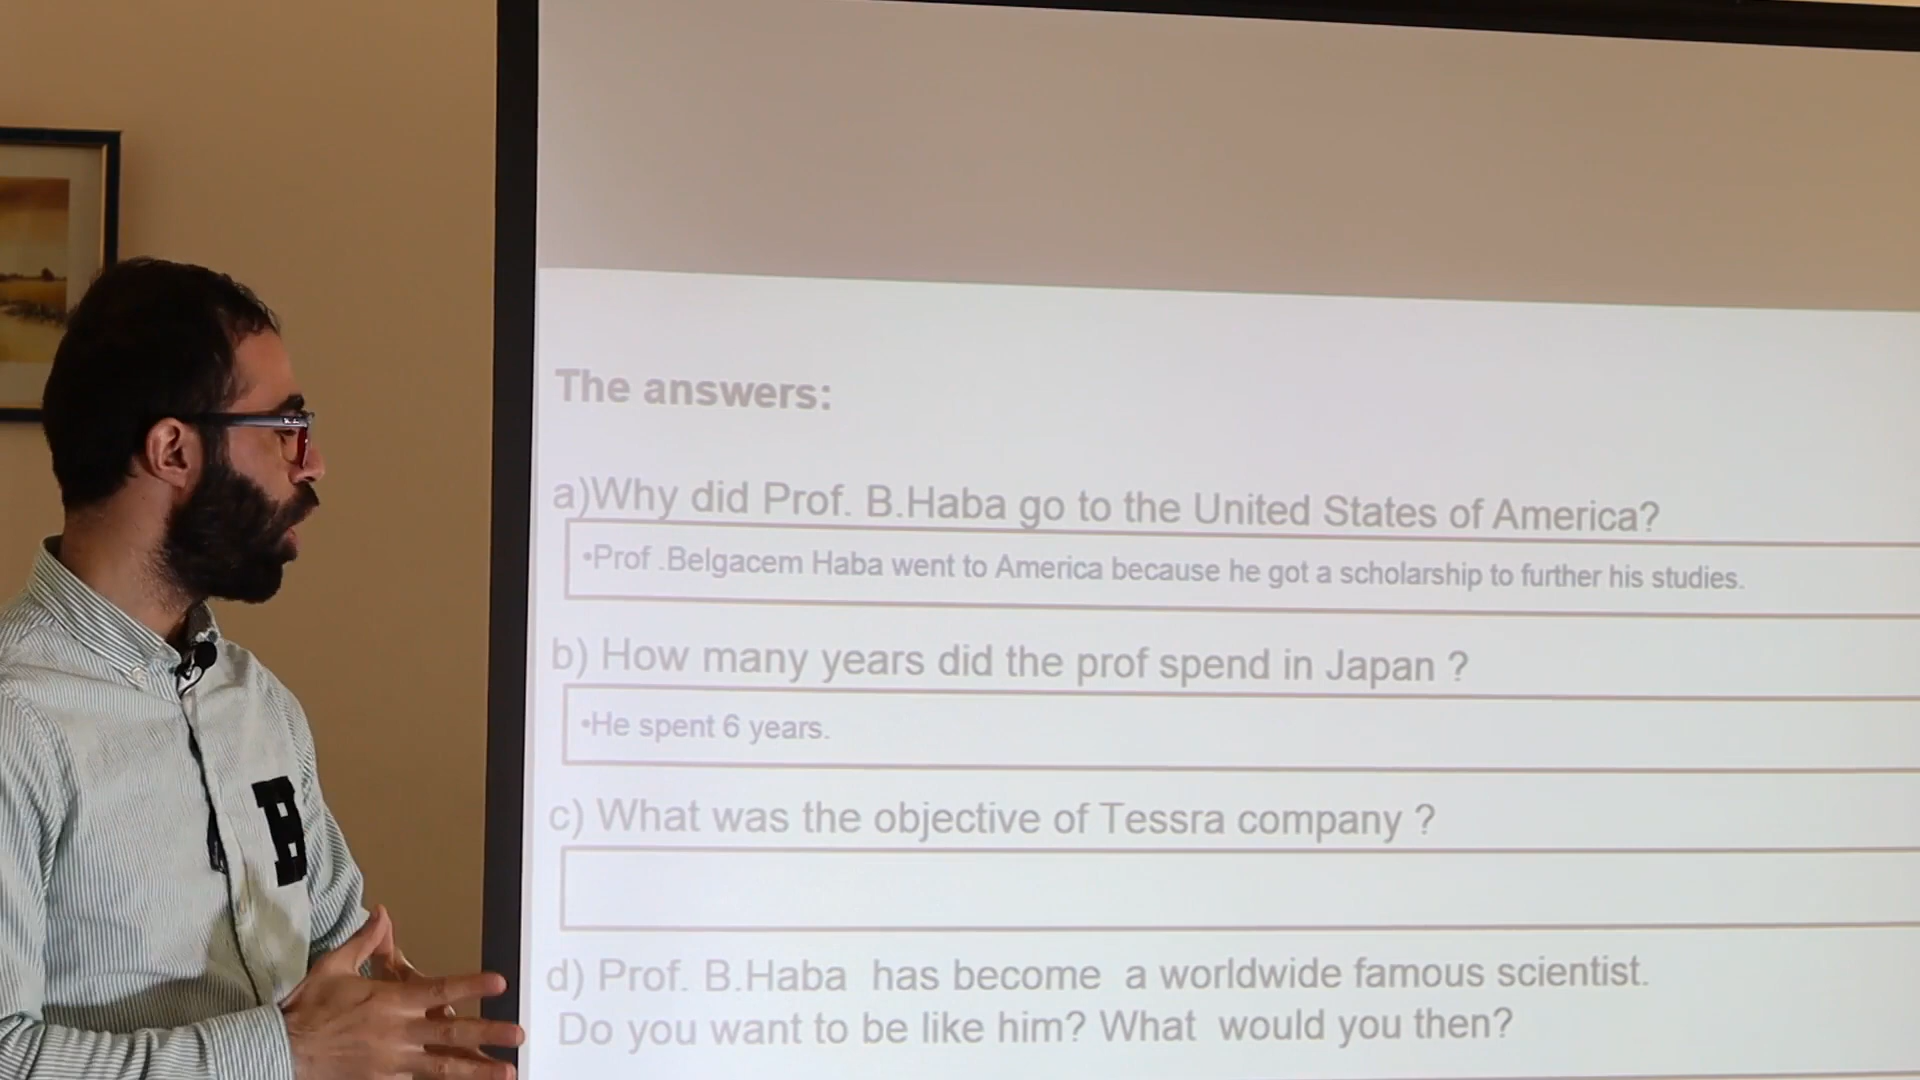 The answers:
a)Why did Prof. B.Haba go to the United States of America?
•Prof .Belgacem Haba went to America because he got a scholarship to further his studies.
b) How many years did the prof spend in Japan ?
•He spent 6 years.
c) What was the objective of Tessra company ?
d) Prof. B.Haba has become a worldwide famous scientist.
Do you want to be like him? What would you then?
H